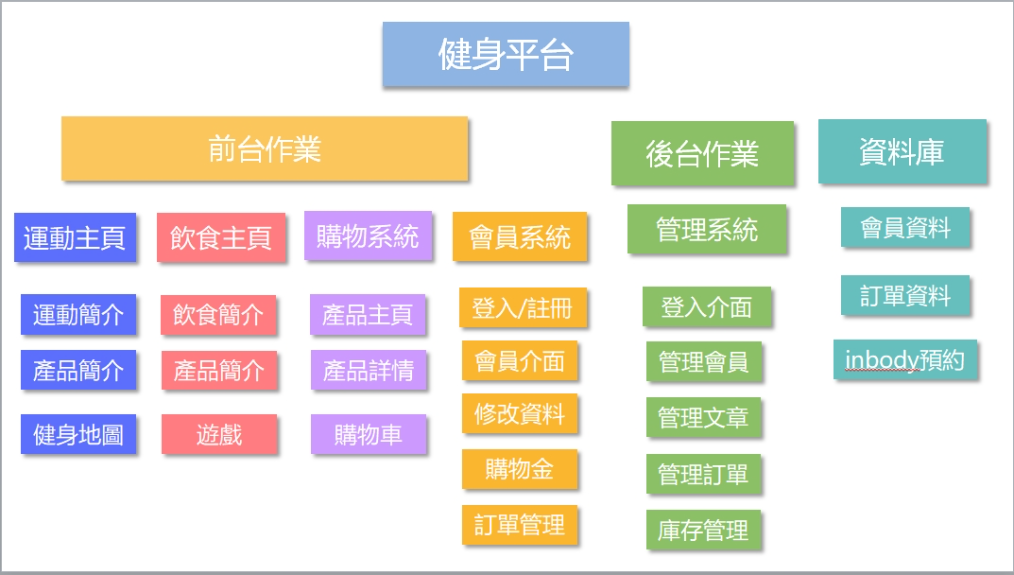 健身平台
前台作業
後台作業
資料庫
運動主頁
飲食主頁
購物系統
會員系統
管理系統
會員資料
運動簡介
飲食簡介
產品主頁
登入/註冊
登入介面
訂單資料
產品簡介
產品簡介
產品詳情
會員介面
管理會員
inbody預約
健身地圖
遊戲
購物車
修改資料
管理文章
購物金
管理訂單
訂單管理
庫存管理